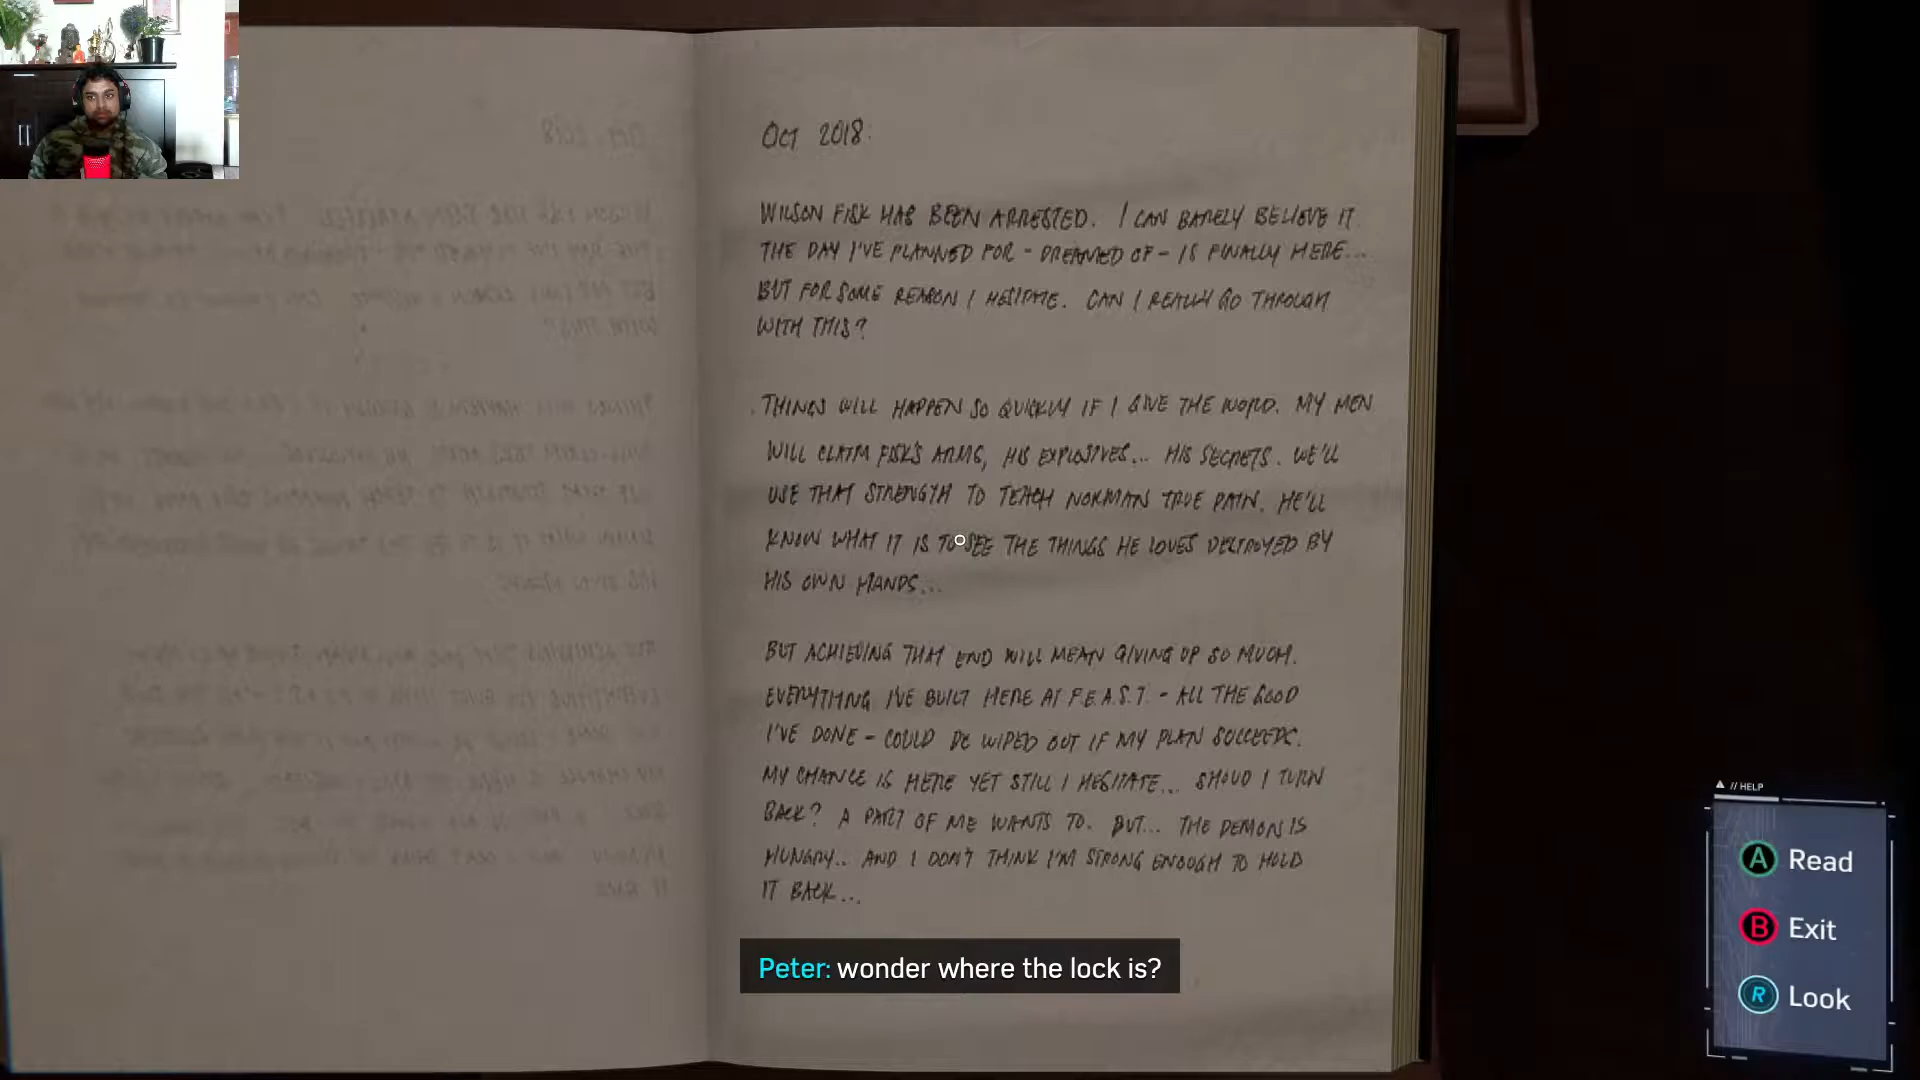 OCT 2018:
WILSON FISK HAS BEEN ARRESTED. I CAN BARELY BELIEVE IT.
THE DAY I'VE PLANNED FOR - DREAMED OF - IS FINALLY HERE...
BUT FOR SOME REASON I HESITATE. CAN I REALLY GO THROUGH
WITH THIS?
THINGS WILL HAPPEN SO QUICKLY IF I GIVE THE WORD. MY MEN
WILL CLAIM FISK'S ARMS, HIS EXPLOSIVES... HIS SECRETS. WE'LL
USE THAT STRENGTH TO TEACH NORMAN TRUE PAIN. HE'LL
KNOW WHAT IT IS TO SEE THE THINGS HE LOVES DESTROYED BY
HIS OWN HANDS...
BUT ACHIEVING THAT END WILL MEAN GIVING UP SO MUCH.
EVERYTHING I'VE BUILT HERE AT F.E.A.S.T. - ALL THE GOOD
I'VE DONE - COULD BE WIPED OUT IF MY PLAN SUCCEEDS.
MY CHANCE IS HERE YET STILL I HESITATE... SHOUD I TURN
BACK? A PART OF ME WANTS TO. BUT... THE DEMON IS
HUNGRY... AND I DON'T THINK I'M STRONG ENOUGH TO HOLD
IT BACK...
Peter: wonder where the lock is?
// HELP
A Read
B Exit
R Look